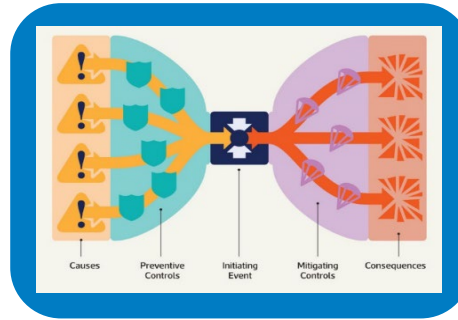 Causes
Preventive
Controls
Initiating
Event
Mitigating
Controls
Consequences